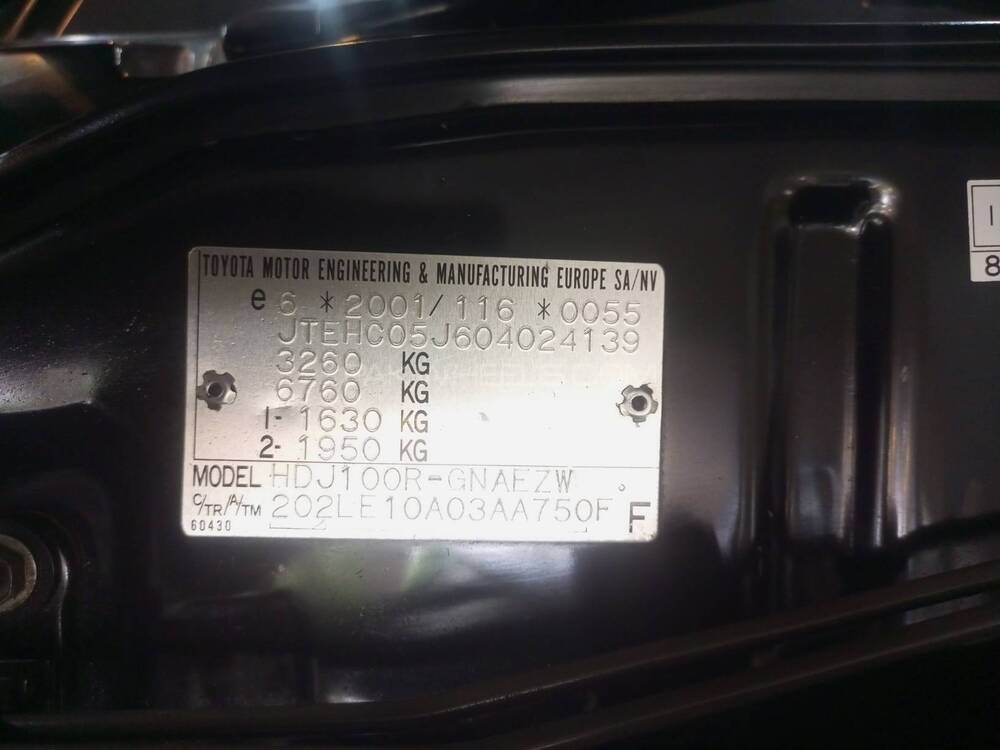 TOYOTA MOTOR ENGINEERING & MANUFACTURING EUROPE SA/NV
e 6 *2001/116 *0055
JTEHC05J604024139
3260 KG
6760 KG
1- 1630 KG
2- 1950 KG
MODEL HDJ100R-GNAEZW
C/TR/A/TM 202LE10A03AA750F F
60430
8